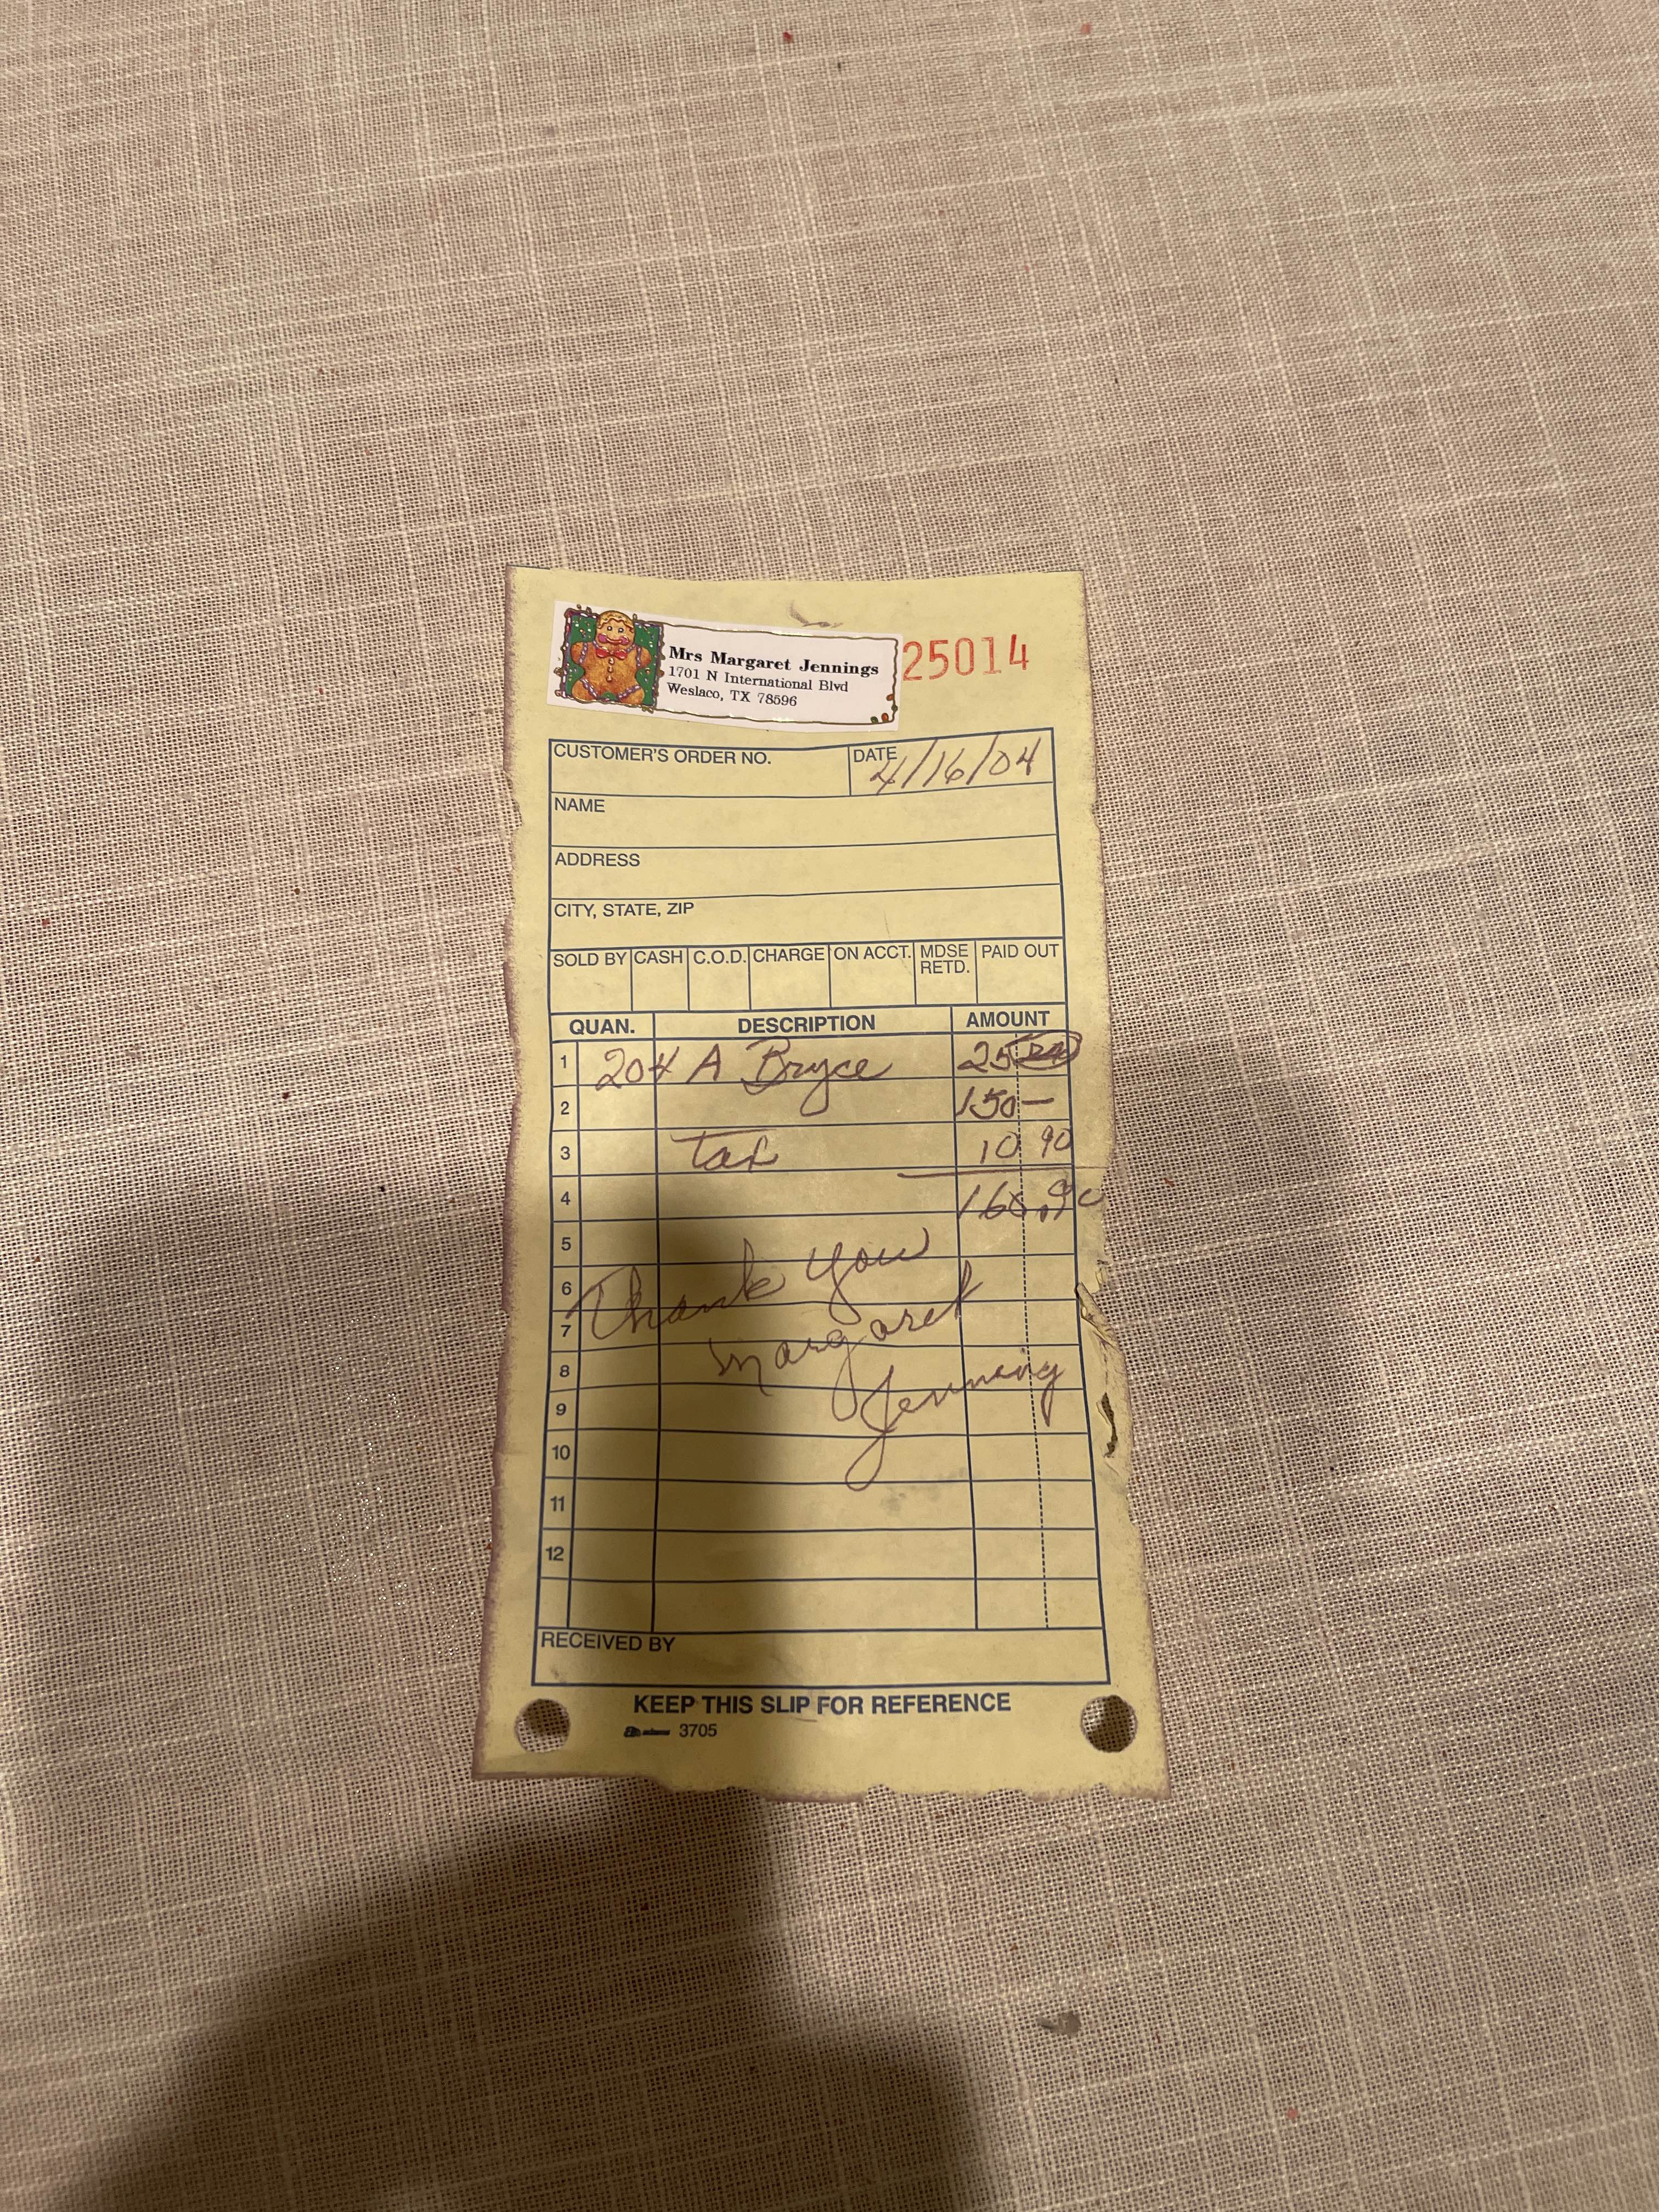 Mrs Margaret Jennings
1701 N International Blvd
Weslaco, TX 78596
25014
CUSTOMER'S ORDER NO.
DATE 4/16/04
NAME
ADDRESS
CITY, STATE, ZIP
SOLD BY CASH C.O.D. CHARGE ON ACCT. MDSE RETD. PAID OUT
QUAN. DESCRIPTION AMOUNT
1 204 A Bryce 25
2 150 —
3 tax 10 90
4 160.90
5
6 Thank you
7 Margaret
8 Jennings
9
10
11
12
RECEIVED BY
KEEP THIS SLIP FOR REFERENCE
adams 3705